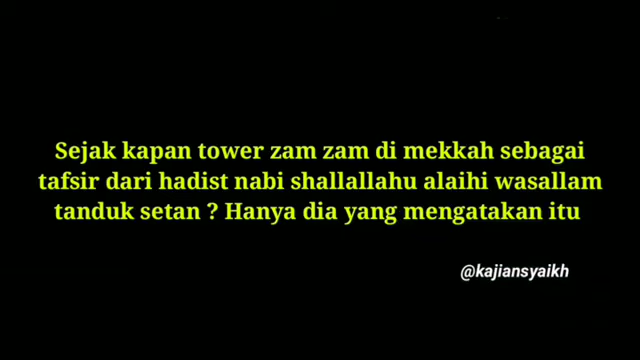 Sejak kapan tower zam zam di mekkah sebagai
tafsir dari hadist nabi shallallahu alaihi wasallam
tanduk setan ? Hanya dia yang mengatakan itu
@kajiansyaikh